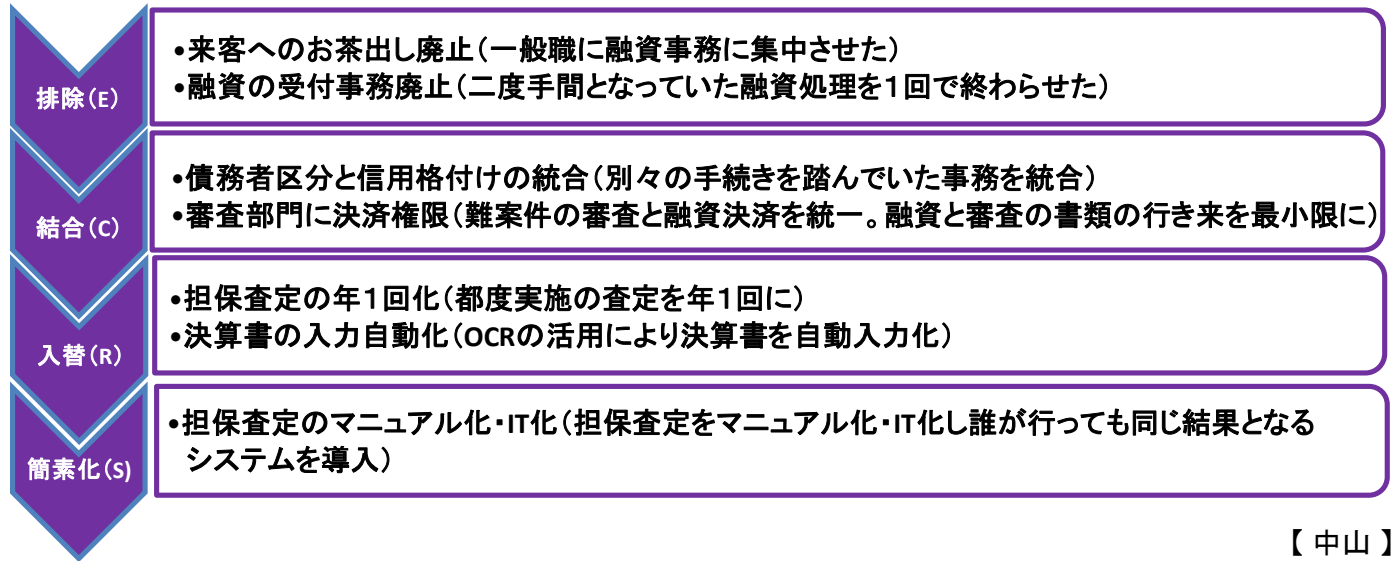 排除（E）
•来客へのお茶出し廃止（一般職に融資事務に集中させた）
•融資の受付事務廃止（二度手間となっていた融資処理を１回で終わらせた）
結合（C）
•債務者区分と信用格付けの統合（別々の手続きを踏んでいた事務を統合）
•審査部門に決済権限（難案件の審査と融資決済を統一。融資と審査の書類の行き来を最小限に）
入替（R）
•担保査定の年１回化（都度実施の査定を年１回に）
•決算書の入力自動化（OCRの活用により決算書を自動入力化）
簡素化（S)
•担保査定のマニュアル化・IT化（担保査定をマニュアル化・IT化し誰が行っても同じ結果となる
システムを導入）
【 中山 】